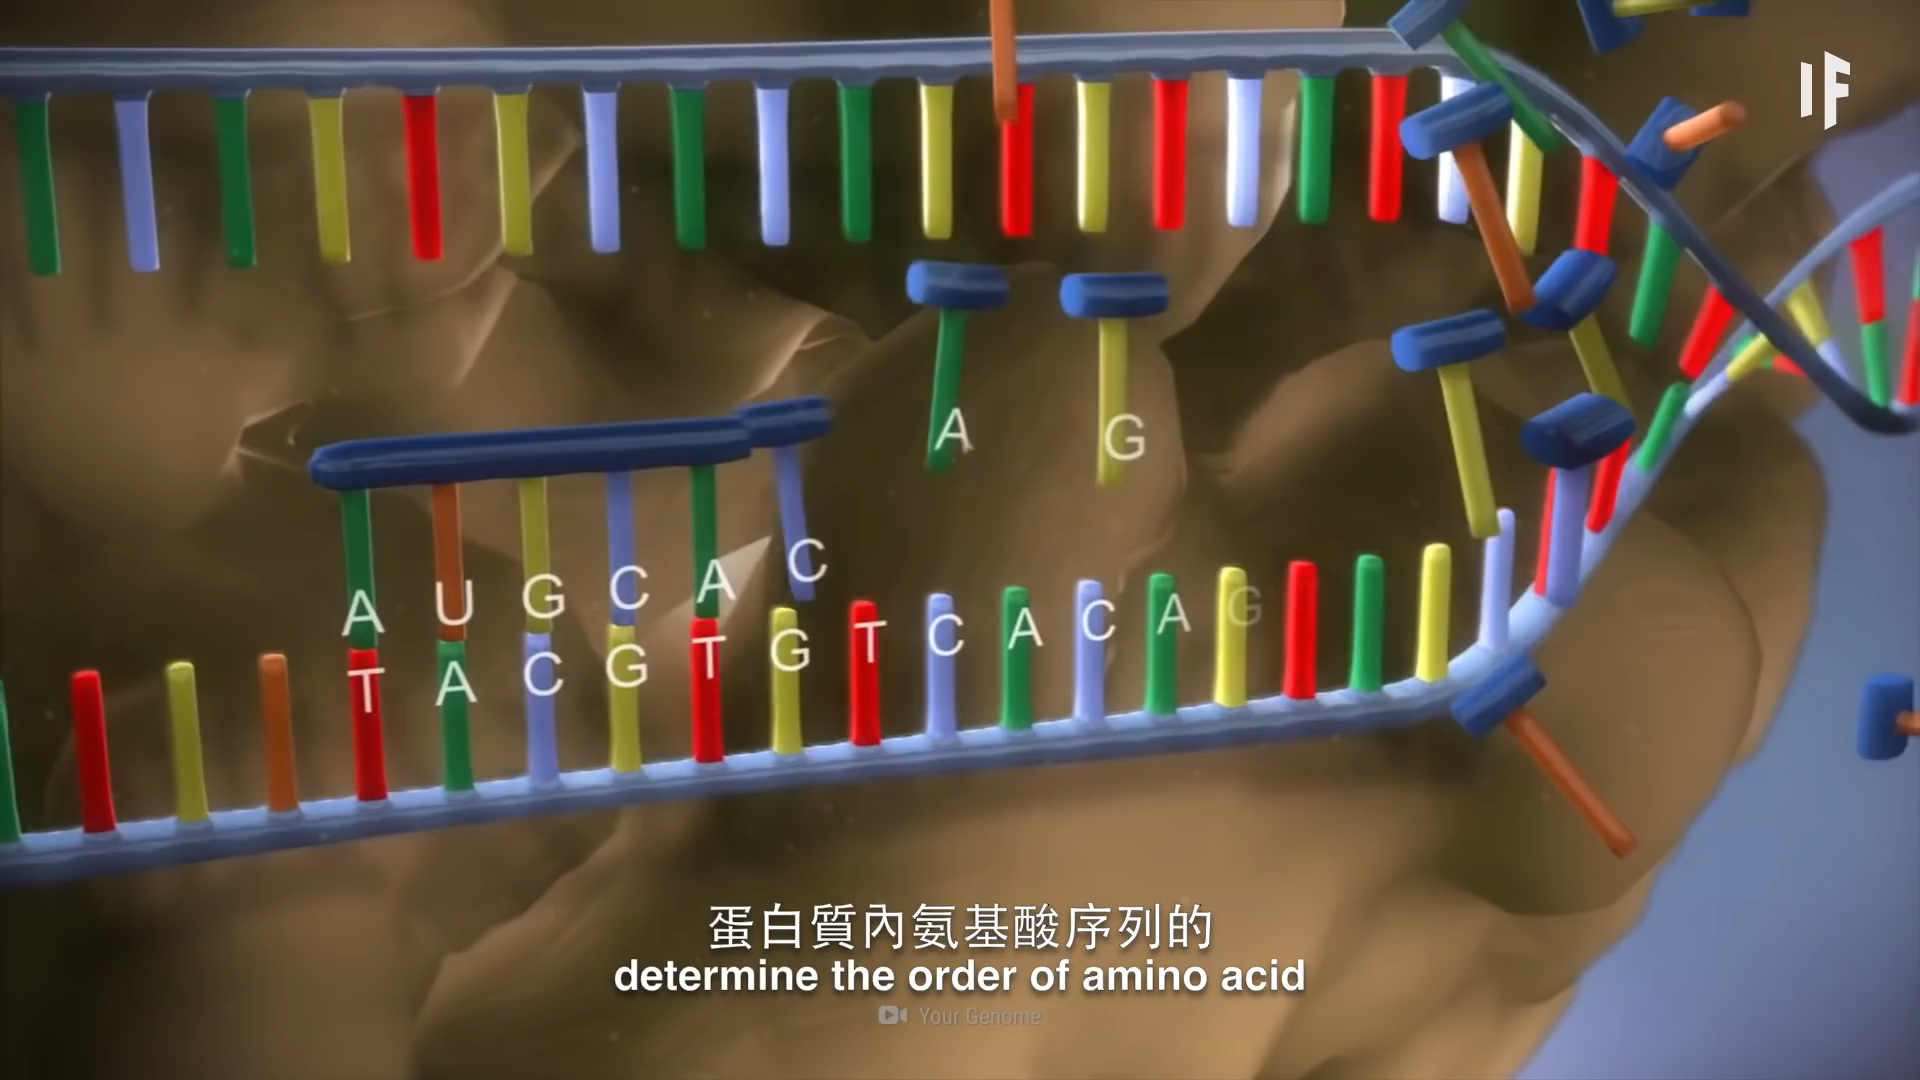 IF
A G
A U G C A C
T A C G T G T C A C A G
蛋白質內氨基酸序列的
determine the order of amino acid
Your Genome